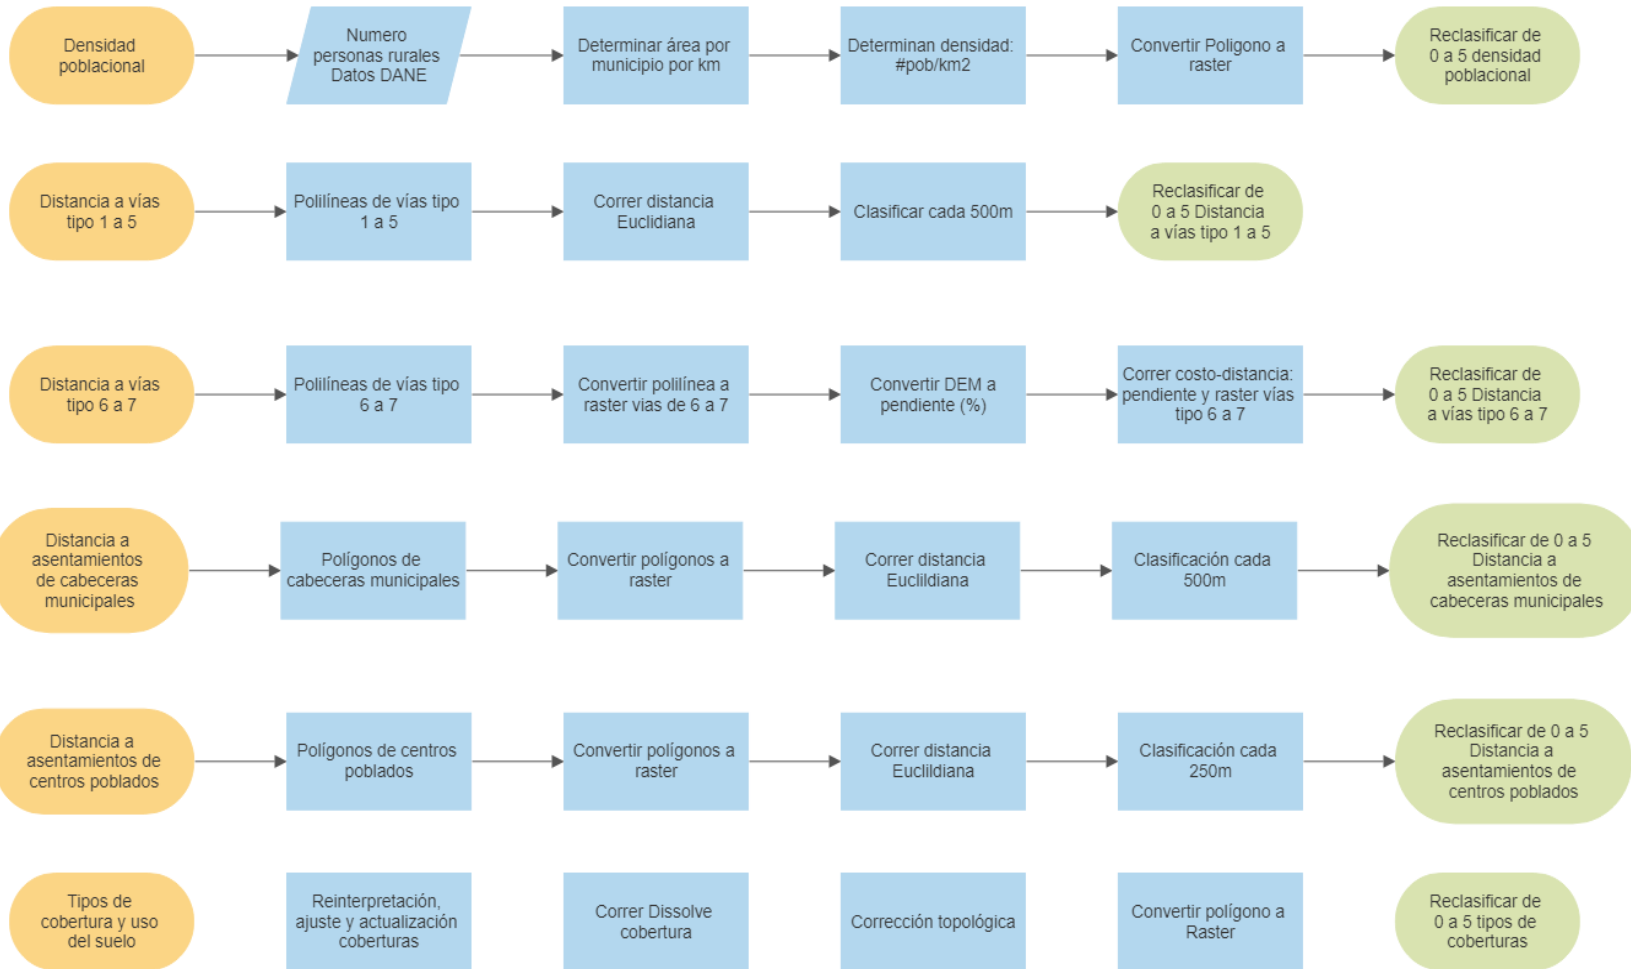 Densidad
poblacional
Numero
personas rurales
Datos DANE
Determinar área por
municipio por km
Determinan densidad:
#pob/km2
Convertir Poligono a
raster
Reclasificar de
0 a 5 densidad
poblacional
Distancia a vías
tipo 1 a 5
Polilíneas de vías tipo
1 a 5
Correr distancia
Euclidiana
Clasificar cada 500m
Reclasificar de
0 a 5 Distancia
a vías tipo 1 a 5
Distancia a vías
tipo 6 a 7
Polilíneas de vías tipo
6 a 7
Convertir polilínea a
raster vias de 6 a 7
Convertir DEM a
pendiente (%)
Correr costo-distancia:
pendiente y raster vías
tipo 6 a 7
Reclasificar de
0 a 5 Distancia
a vías tipo 6 a 7
Distancia a
asentamientos
de cabeceras
municipales
Polígonos de
cabeceras municipales
Convertir polígonos a
raster
Correr distancia
Euclildiana
Clasificación cada
500m
Reclasificar de 0 a 5
Distancia a
asentamientos de
cabeceras municipales
Distancia a
asentamientos de
centros poblados
Polígonos de centros
poblados
Convertir polígonos a
raster
Correr distancia
Euclildiana
Clasificación cada
250m
Reclasificar de 0 a 5
Distancia a
asentamientos de
centros poblados
Tipos de
cobertura y uso
del suelo
Reinterpretación,
ajuste y actualización
coberturas
Correr Dissolve
cobertura
Corrección topológica
Convertir polígono a
Raster
Reclasificar de
0 a 5 tipos de
coberturas